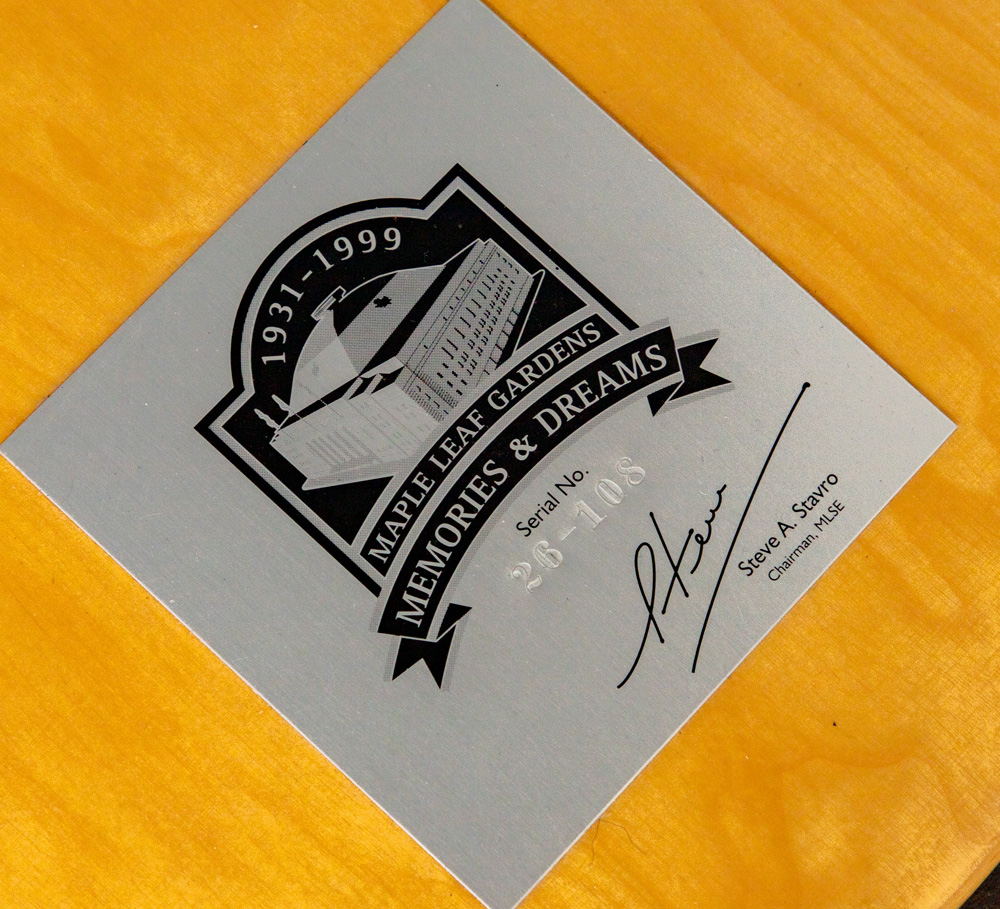 1931-1999
MAPLE LEAF GARDENS
MEMORIES & DREAMS
Serial No.
26-108
Steve A. Stavro
Chairman, MLSE